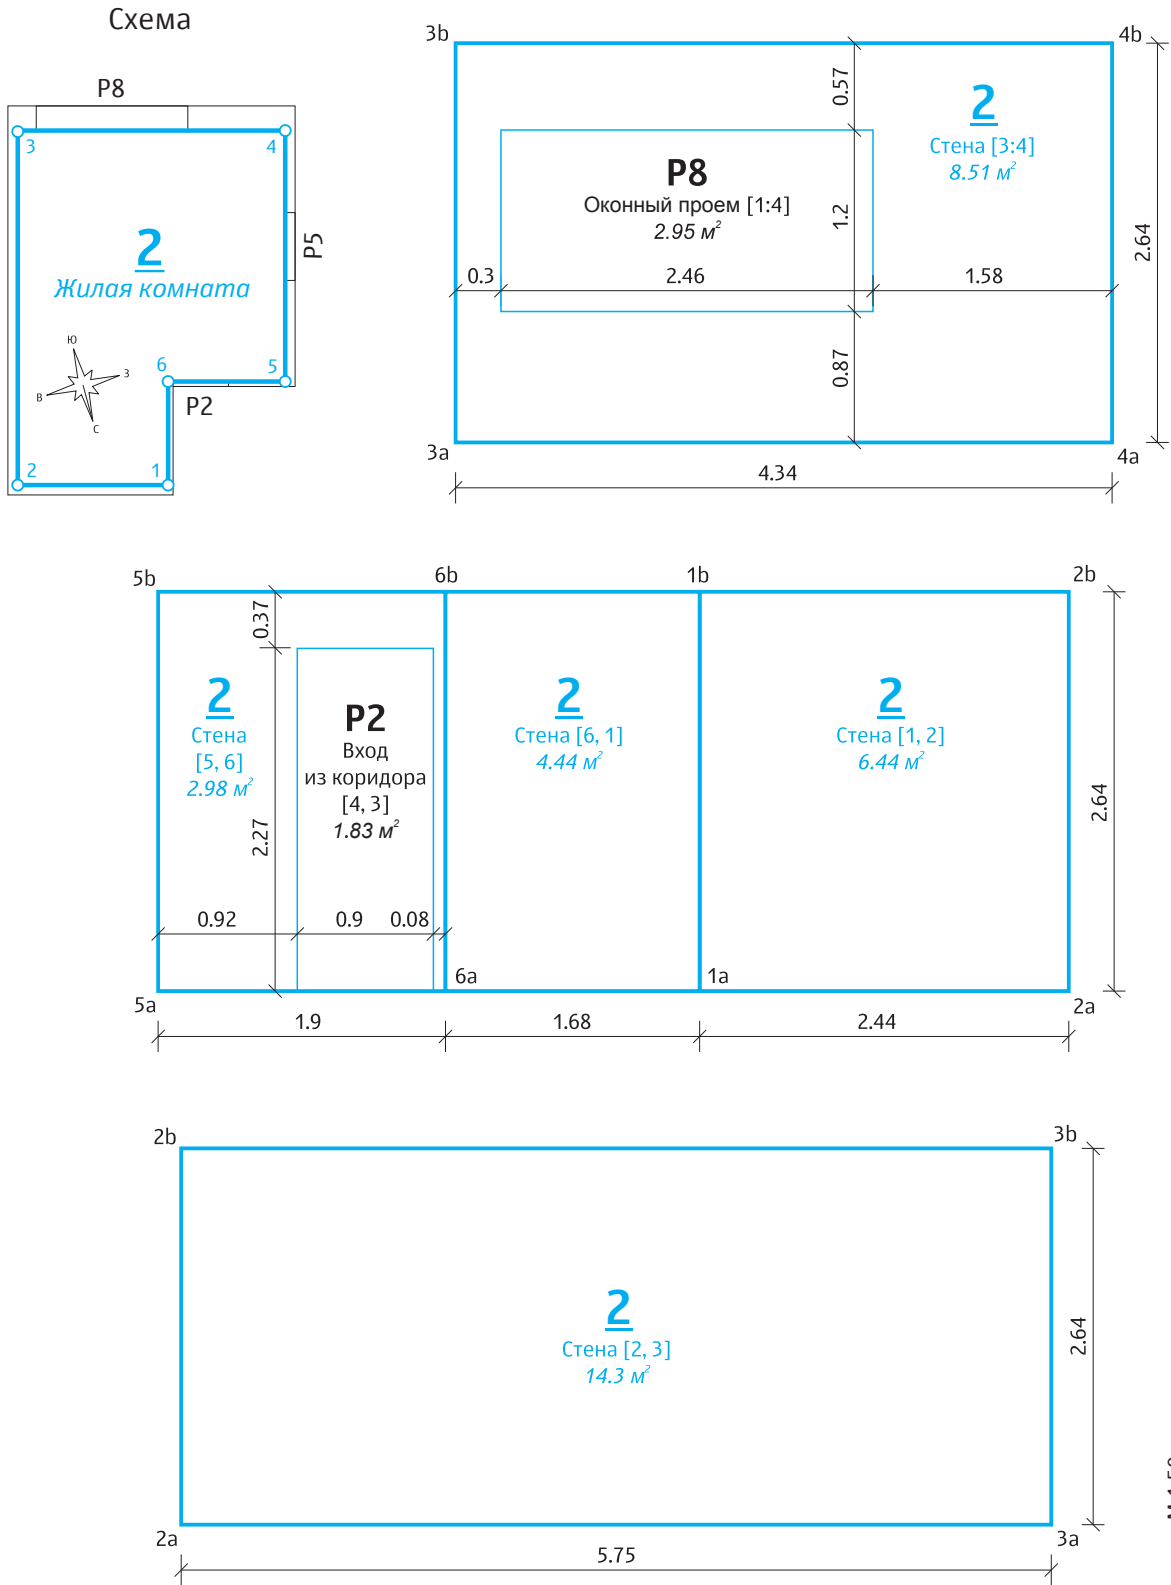 Схема
P8
3
4
2
Жилая комната
P5
Ю
З
В
С
6
5
P2
2
1
3b
4b
0.57
2
Стена [3:4]
8.51 м²
P8
Оконный проем [1:4]
2.95 м²
1.2
2.64
0.3
2.46
1.58
0.87
3a
4a
4.34
5b
6b
1b
2b
0.37
2
Стена
[5, 6]
2.98 м²
P2
Вход
из коридора
[4, 3]
1.83 м²
2
Стена [6, 1]
4.44 м²
2
Стена [1, 2]
6.44 м²
2.27
2.64
0.92
0.9
0.08
5a
6a
1a
2a
1.9
1.68
2.44
2b
3b
2
Стена [2, 3]
14.3 м²
2.64
2a
3a
5.75